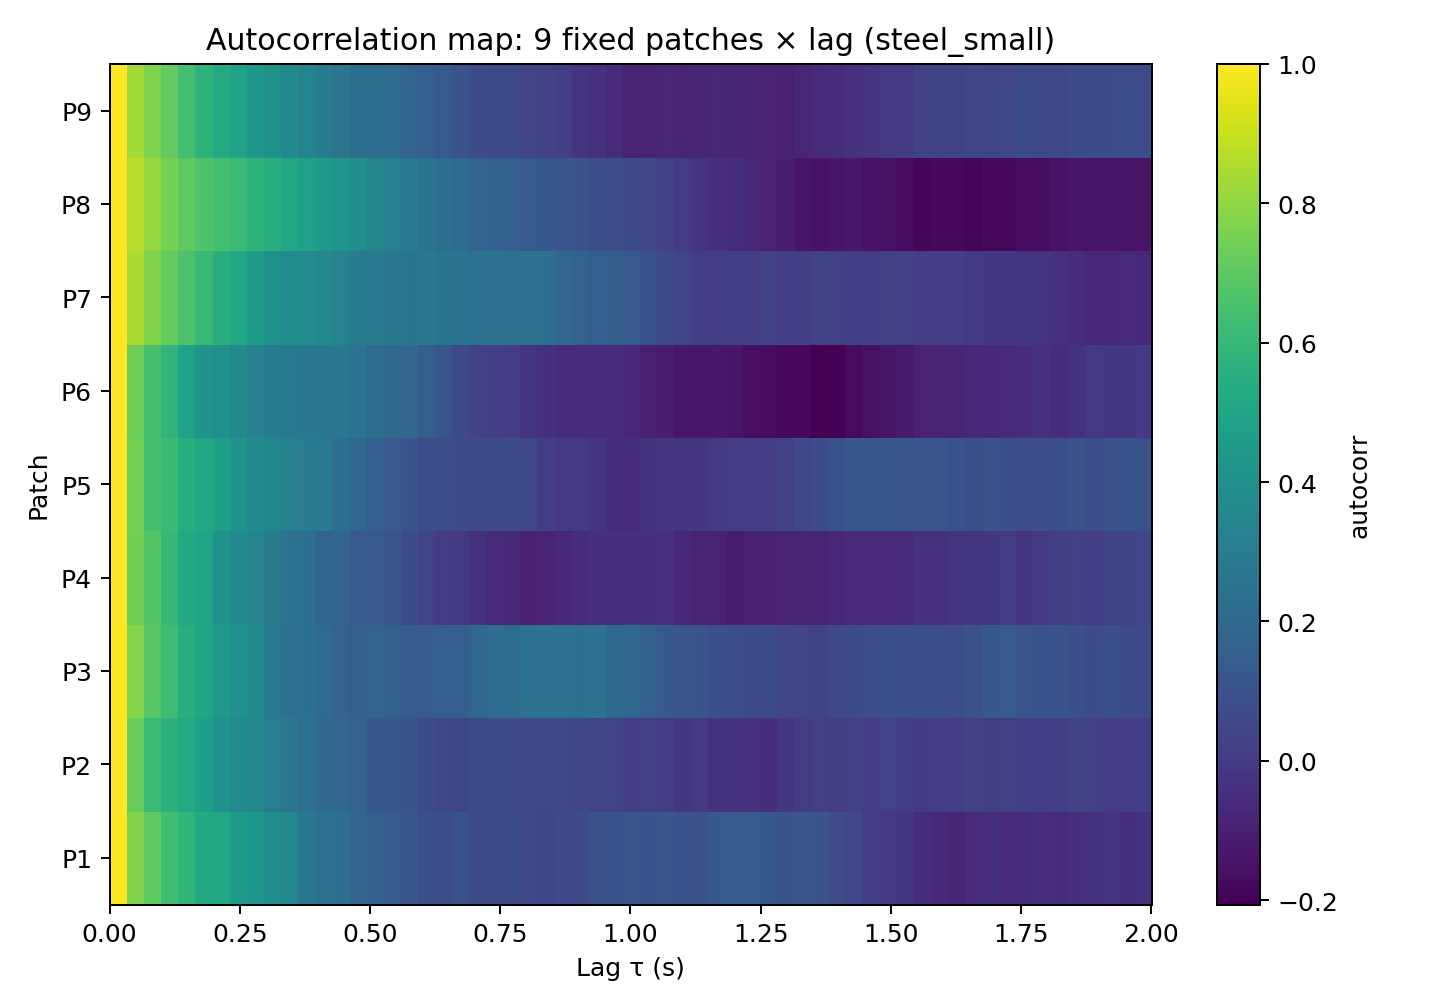 Autocorrelation map: 9 fixed patches × lag (steel_small)
P9
P8
P7
P6
P5
P4
P3
P2
P1
Patch
0.00 0.25 0.50 0.75 1.00 1.25 1.50 1.75 2.00
Lag τ (s)
1.0
0.8
0.6
0.4
0.2
0.0
−0.2
autocorr